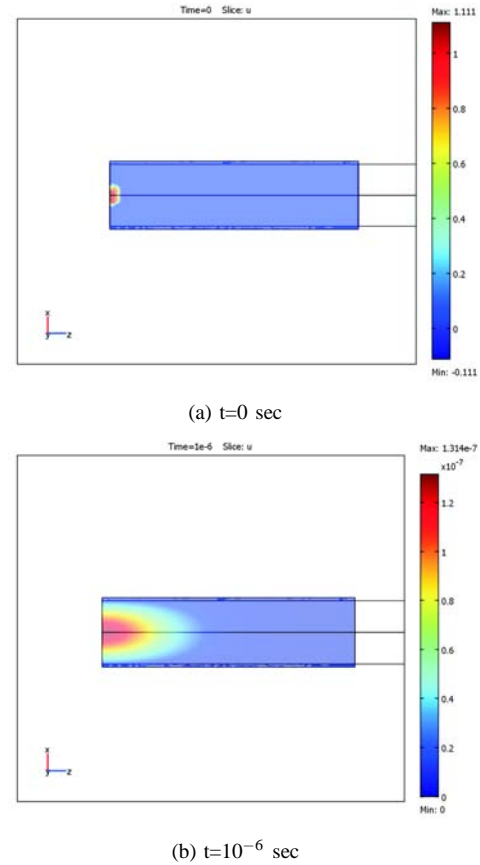 Time=0 Slice: u
Max: 1.111
1
0.8
0.6
0.4
0.2
0
Min: -0.111
x
y
z
(a) t=0 sec
Time=1e-6 Slice: u
Max: 1.314e-7
x10⁻⁷
1.2
1
0.8
0.6
0.4
0.2
0
Min: 0
x
y
z
(b) t=10⁻⁶ sec